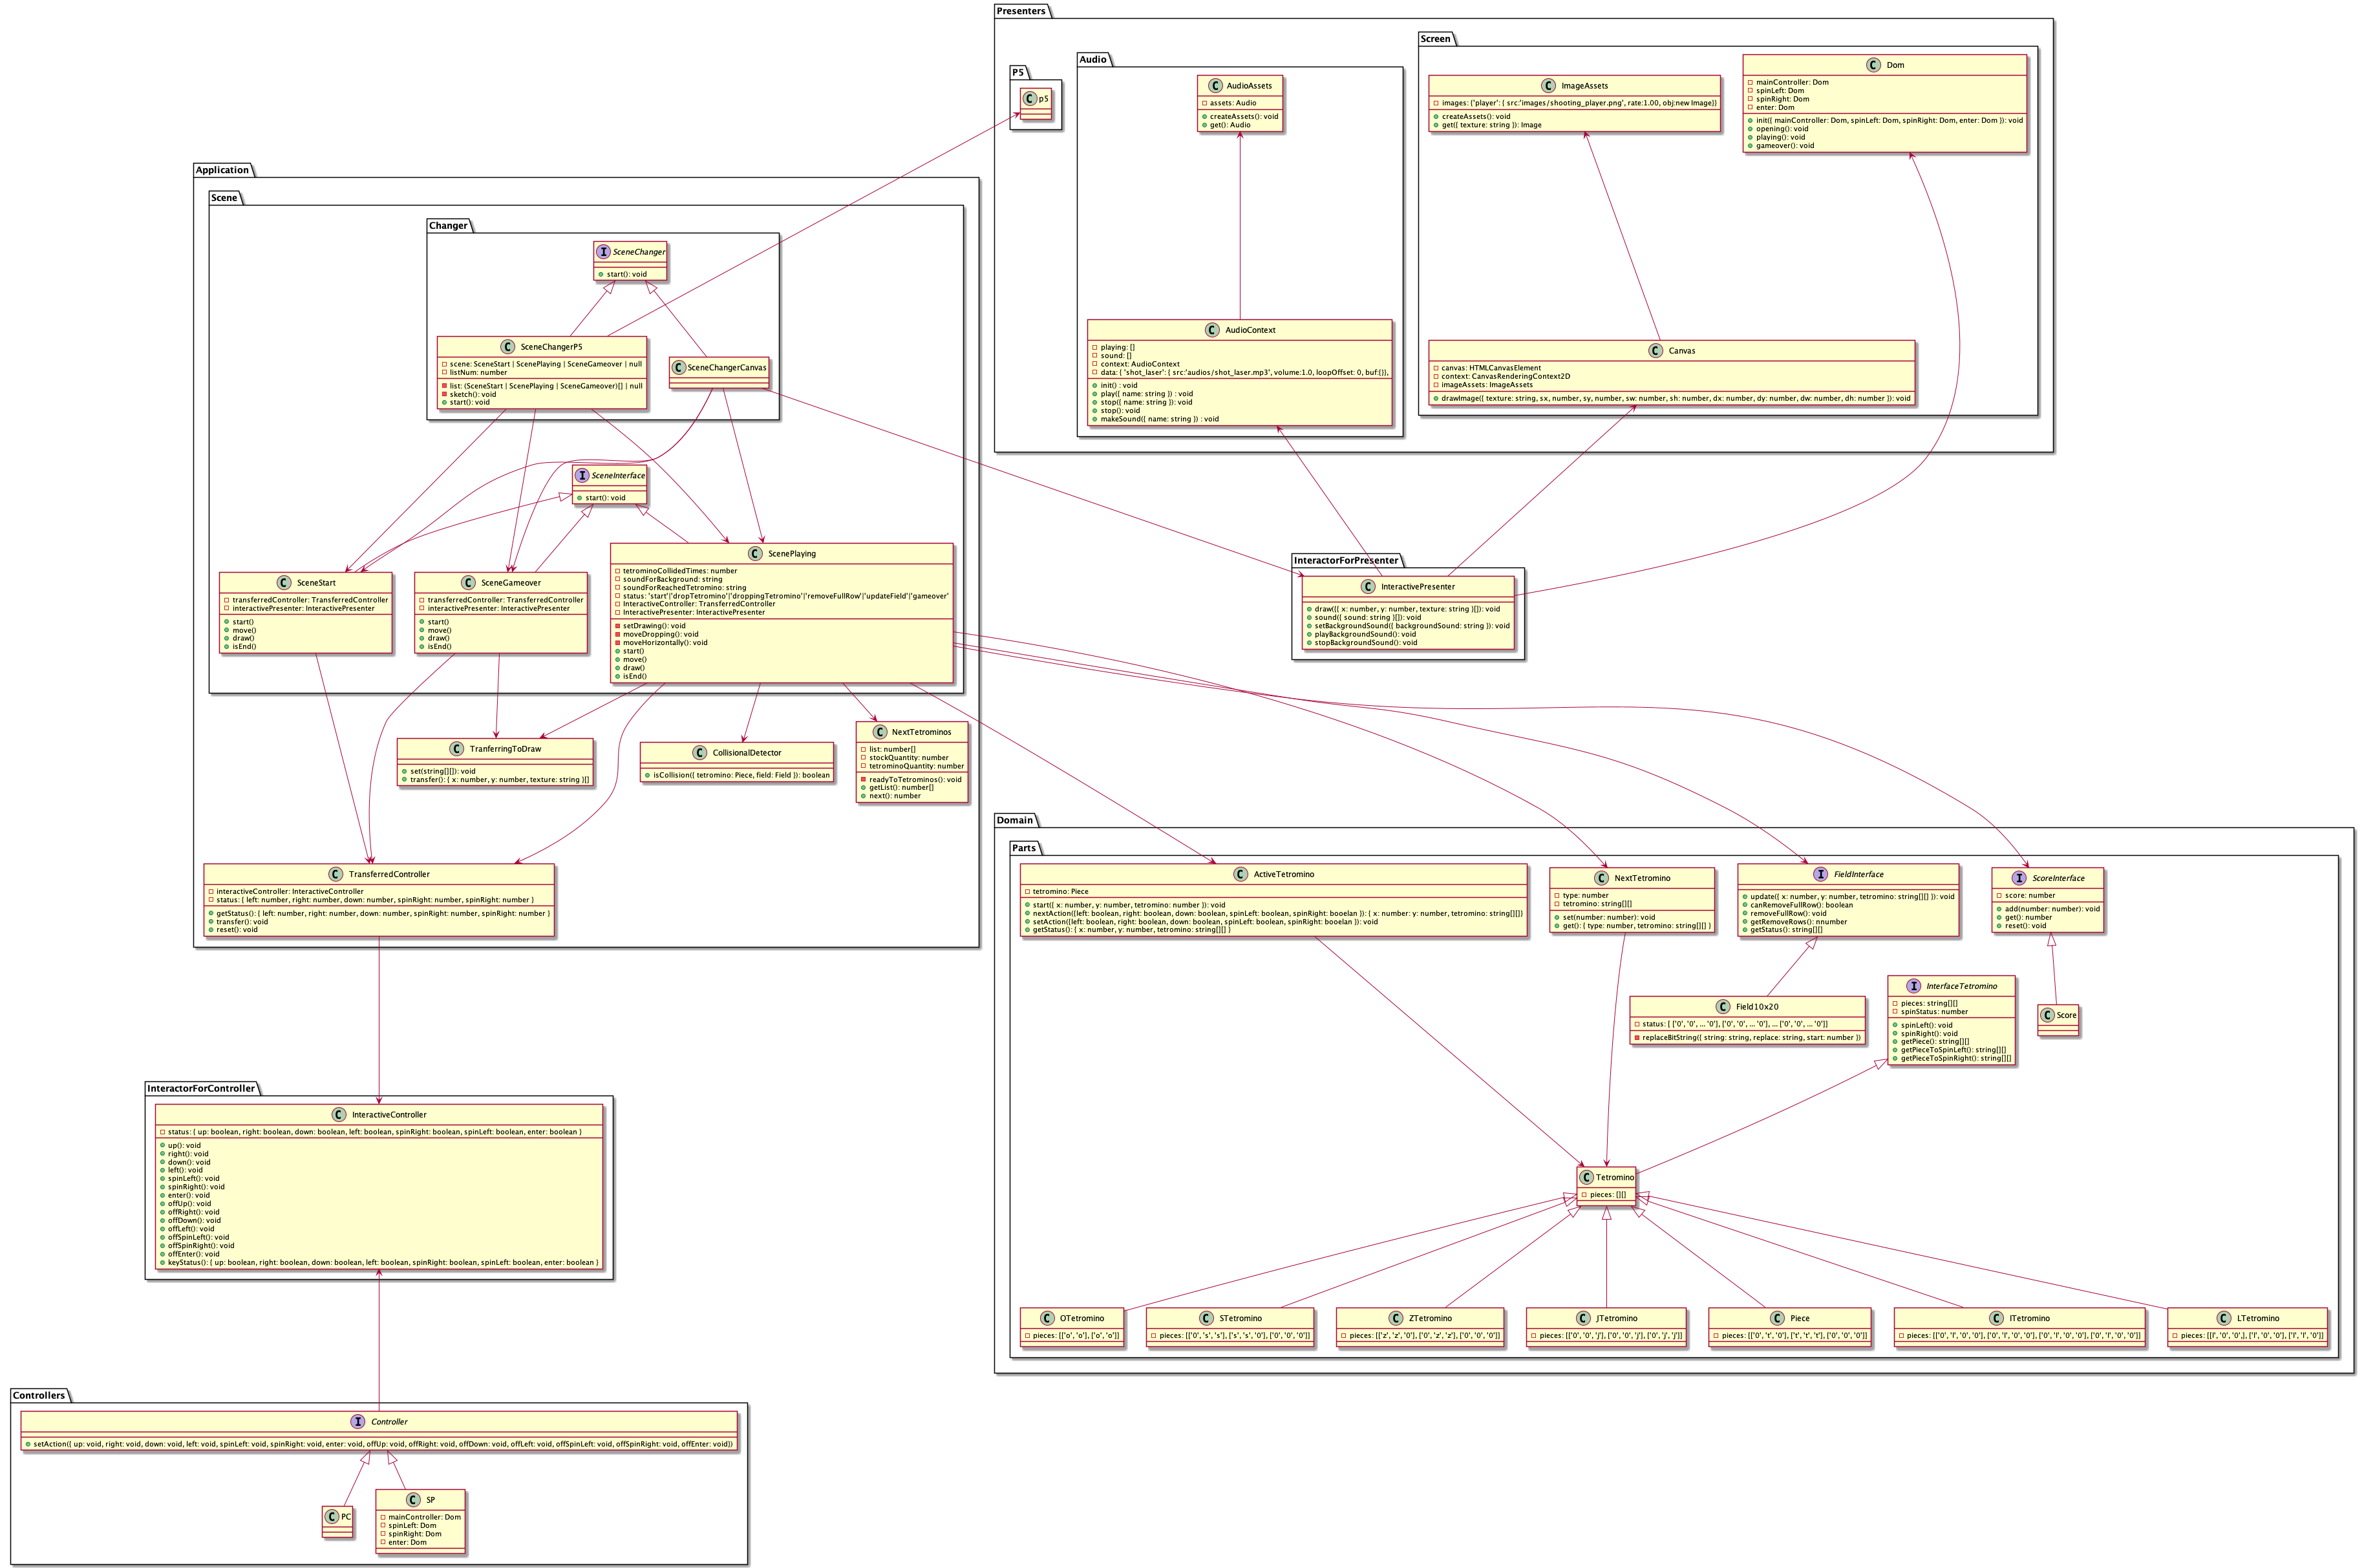 Presenters
Screen
Audio
P5
C p5
C AudioAssets
assets: Audio
createAssets(): void
get(): Audio
C ImageAssets
images: {'player': { src:'images/shooting_player.png', rate:1.00, obj:new Image}}
createAssets(): void
get({ texture: string }): Image
C Dom
mainController: Dom
spinLeft: Dom
spinRight: Dom
enter: Dom
init({ mainController: Dom, spinLeft: Dom, spinRight: Dom, enter: Dom }): void
opening(): void
playing(): void
gameover(): void
C AudioContext
playing: []
sound: []
context: AudioContext
data: { 'shot_laser': { src:'audios/shot_laser.mp3', volume:1.0, loopOffset: 0, buf:{}},
init() : void
play({ name: string }) : void
stop({ name: string }): void
stop(): void
makeSound({ name: string }) : void
C Canvas
canvas: HTMLCanvasElement
context: CanvasRenderingContext2D
imageAssets: ImageAssets
drawImage({ texture: string, sx, number, sy, number, sw: number, sh: number, dx: number, dy: number, dw: number, dh: number }): void
Application
Scene
Changer
I SceneChanger
start(): void
C SceneChangerP5
scene: SceneStart | ScenePlaying | SceneGameover | null
listNum: number
list: (SceneStart | ScenePlaying | SceneGameover)[] | null
sketch(): void
start(): void
C SceneChangerCanvas
I SceneInterface
start(): void
C SceneStart
transferredController: TransferredController
interactivePresenter: InteractivePresenter
start()
move()
draw()
isEnd()
C SceneGameover
transferredController: TransferredController
interactivePresenter: InteractivePresenter
start()
move()
draw()
isEnd()
C ScenePlaying
tetrominoCollidedTimes: number
soundForBackground: string
soundForReachedTetromino: string
status: 'start'|'dropTetromino'|'droppingTetromino'|'removeFullRow'|'updateField'|'gameover'
InteractiveController: TransferredController
InteractivePresenter: InteractivePresenter
setDrawing(): void
moveDropping(): void
moveHorizontally(): void
start()
move()
draw()
isEnd()
InteractorForPresenter
C InteractivePresenter
draw([{ x: number, y: number, texture: string }[]): void
sound({ sound: string }[]): void
setBackgroundSound({ backgroundSound: string }): void
playBackgroundSound(): void
stopBackgroundSound(): void
C TranferringToDraw
set(string[][]): void
transfer(): { x: number, y: number, texture: string }[]
C CollisionalDetector
isCollision({ tetromino: Piece, field: Field }): boolean
C NextTetrominos
list: number[]
stockQuantity: number
tetrominoQuantity: number
readyToTetrominos(): void
getList(): number[]
next(): number
C TransferredController
interactiveController: InteractiveController
status: { left: number, right: number, down: number, spinRight: number, spinRight: number }
getStatus(): { left: number, right: number, down: number, spinRight: number, spinRight: number }
transfer(): void
reset(): void
Domain
Parts
C ActiveTetromino
tetromino: Piece
start({ x: number, y: number, tetromino: number }): void
nextAction({left: boolean, right: boolean, down: boolean, spinLeft: boolean, spinRight: booelan }): { x: number: y: number, tetromino: string[][]}
setAction({left: boolean, right: boolean, down: boolean, spinLeft: boolean, spinRight: booelan }): void
getStatus(): { x: number, y: number, tetromino: string[][] }
C NextTetromino
type: number
tetromino: string[][]
set(number: number): void
get(): { type: number, tetromino: string[][] }
I FieldInterface
update({ x: number, y: number, tetromino: string[][] }): void
canRemoveFullRow(): boolean
removeFullRow(): void
getRemoveRows(): nnumber
getStatus(): string[][]
I ScoreInterface
score: number
add(number: number): void
get(): number
reset(): void
C Field10x20
status: [ ['0', '0', ... '0'], ['0', '0', ... '0'], ... ['0', '0', ... '0']]
replaceBitString({ string: string, replace: string, start: number })
I InterfaceTetromino
pieces: string[][]
spinStatus: number
spinLeft(): void
spinRight(): void
getPiece(): string[][]
getPieceToSpinLeft(): string[][]
getPieceToSpinRight(): string[][]
C Score
C Tetromino
pieces: [][]
C OTetromino
pieces: [['o', 'o'], ['o', 'o']]
C STetromino
pieces: [['0', 's', 's'], ['s', 's', '0'], ['0', '0', '0']]
C ZTetromino
pieces: [['z', 'z', '0'], ['0', 'z', 'z'], ['0', '0', '0']]
C JTetromino
pieces: [['0', '0', 'j'], ['0', '0', 'j'], ['0', 'j', 'j']]
C Piece
pieces: [['0', 't', '0'], ['t', 't', 't'], ['0', '0', '0']]
C ITetromino
pieces: [['0', 'I', '0', '0'], ['0', 'I', '0', '0'], ['0', 'I', '0', '0'], ['0', 'I', '0', '0']]
C LTetromino
pieces: [[l', '0', '0',], ['l', '0', '0'], ['l', 'l', '0']]
InteractorForController
C InteractiveController
status: { up: boolean, right: boolean, down: boolean, left: boolean, spinRight: boolean, spinLeft: boolean, enter: boolean }
up(): void
right(): void
down(): void
left(): void
spinLeft(): void
spinRight(): void
enter(): void
offUp(): void
offRight(): void
offDown(): void
offLeft(): void
offSpinLeft(): void
offSpinRight(): void
offEnter(): void
keyStatus(): { up: boolean, right: boolean, down: boolean, left: boolean, spinRight: boolean, spinLeft: boolean, enter: boolean }
Controllers
I Controller
setAction({ up: void, right: void, down: void, left: void, spinLeft: void, spinRight: void, enter: void, offUp: void, offRight: void, offDown: void, offLeft: void, offSpinLeft: void, offSpinRight: void, offEnter: void})
C PC
C SP
mainController: Dom
spinLeft: Dom
spinRight: Dom
enter: Dom